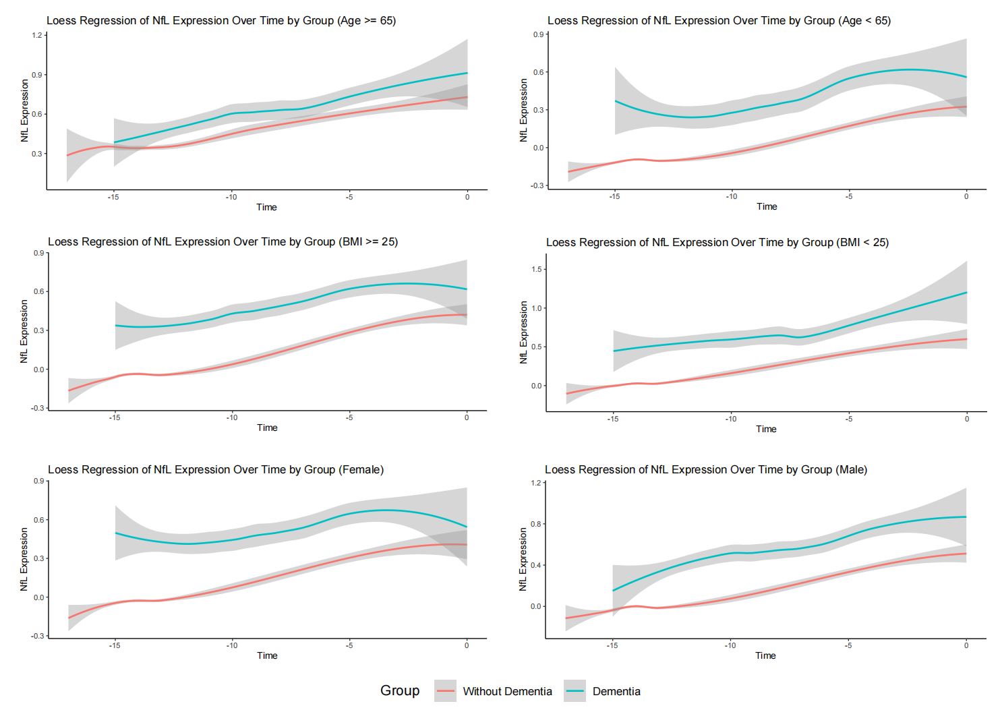 Loess Regression of NfL Expression Over Time by Group (Age >= 65)
1.2
0.9
0.6
0.3
NfL Expression
-15 -10 -5 0
Time
Loess Regression of NfL Expression Over Time by Group (Age < 65)
0.9
0.6
0.3
0.0
-0.3
NfL Expression
-15 -10 -5 0
Time
Loess Regression of NfL Expression Over Time by Group (BMI >= 25)
0.9
0.6
0.3
0.0
-0.3
NfL Expression
-15 -10 -5 0
Time
Loess Regression of NfL Expression Over Time by Group (BMI < 25)
1.5
1.0
0.5
0.0
NfL Expression
-15 -10 -5 0
Time
Loess Regression of NfL Expression Over Time by Group (Female)
0.9
0.6
0.3
0.0
-0.3
NfL Expression
-15 -10 -5 0
Time
Loess Regression of NfL Expression Over Time by Group (Male)
1.2
0.8
0.4
0.0
NfL Expression
-15 -10 -5 0
Time
Group Without Dementia Dementia